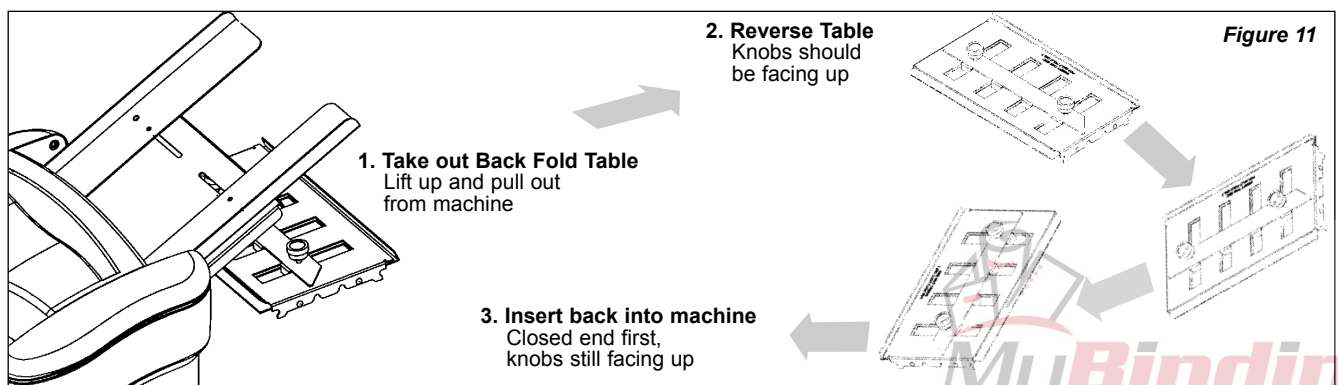 Figure 11
1. Take out Back Fold Table
Lift up and pull out
from machine
2. Reverse Table
Knobs should
be facing up
3. Insert back into machine
Closed end first,
knobs still facing up
MyBindin